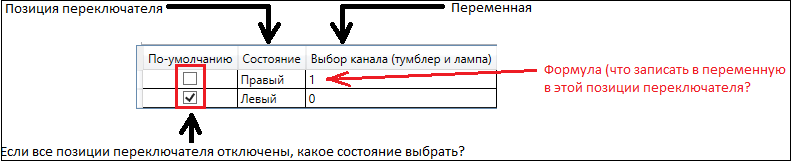 Позиция переключателя
Переменная
По-умолчанию Состояние Выбор канала (тумблер и лампа)
Правый 1
Левый 0
Формула (что записать в переменную
в этой позиции переключателя?
Если все позиции переключателя отключены, какое состояние выбрать?